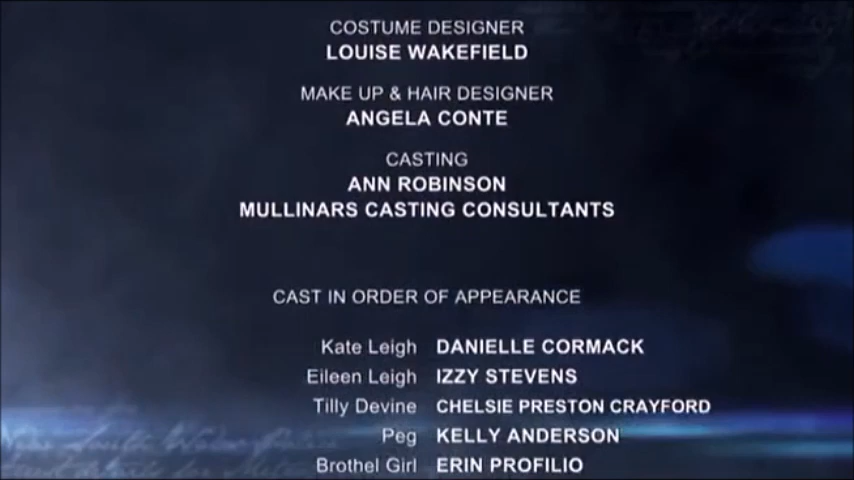 COSTUME DESIGNER
LOUISE WAKEFIELD
MAKE UP & HAIR DESIGNER
ANGELA CONTE
CASTING
ANN ROBINSON
MULLINARS CASTING CONSULTANTS
CAST IN ORDER OF APPEARANCE
Kate Leigh DANIELLE CORMACK
Eileen Leigh IZZY STEVENS
Tilly Devine CHELSIE PRESTON CRAYFORD
Peg KELLY ANDERSON
Brothel Girl ERIN PROFILIO